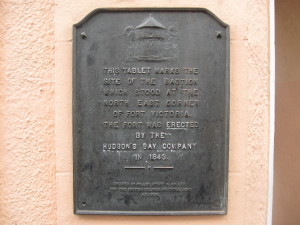 THIS TABLET MARKS THE
SITE OF THE BASTION
WHICH STOOD AT THE
NORTH EAST CORNER
OF FORT VICTORIA.
THE FORT WAS ERECTED
BY THE
HUDSON'S BAY COMPANY
IN 1843.